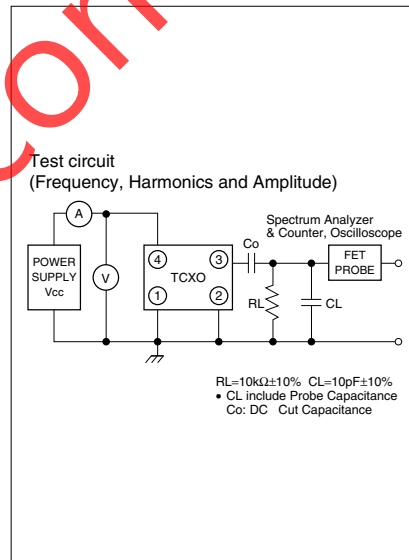 Com
Test circuit
(Frequency, Harmonics and Amplitude)
A
Spectrum Analyzer
& Counter, Oscilloscope
Co
POWER
SUPPLY
Vcc
V
4
3
TCXO
1
2
RL
CL
FET
PROBE
RL=10kΩ±10% CL=10pF±10%
• CL include Probe Capacitance
Co: DC Cut Capacitance